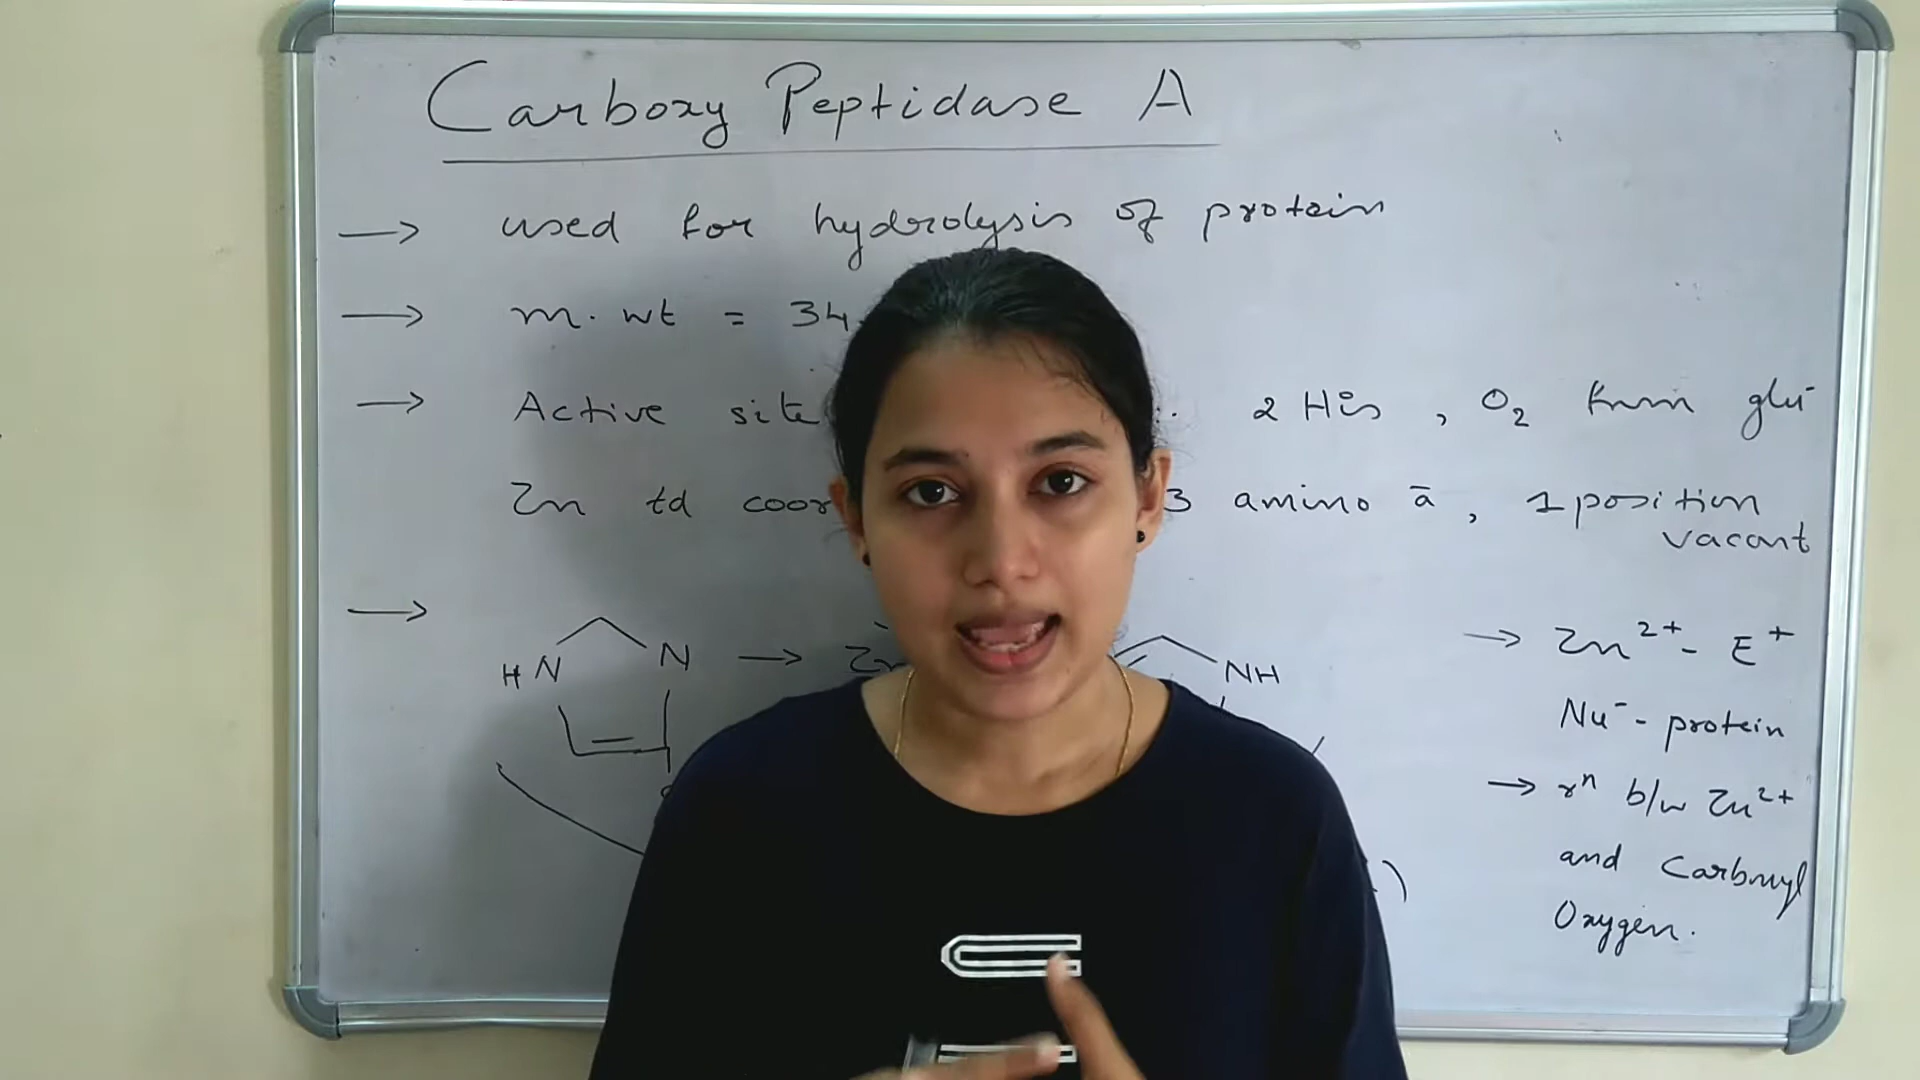 Carboxy Peptidase A
→ used for hydrolysis of protein
→ m. wt = 34.
→ Active site 2 His , O2 from glu-
Zn td coor 3 amino ā , 1 position
vacant
→
HN N → Zn NH
→ Zn2+ - E+
Nu- - protein
→ rn b/w Zn2+
and Carbonyl
Oxygen.